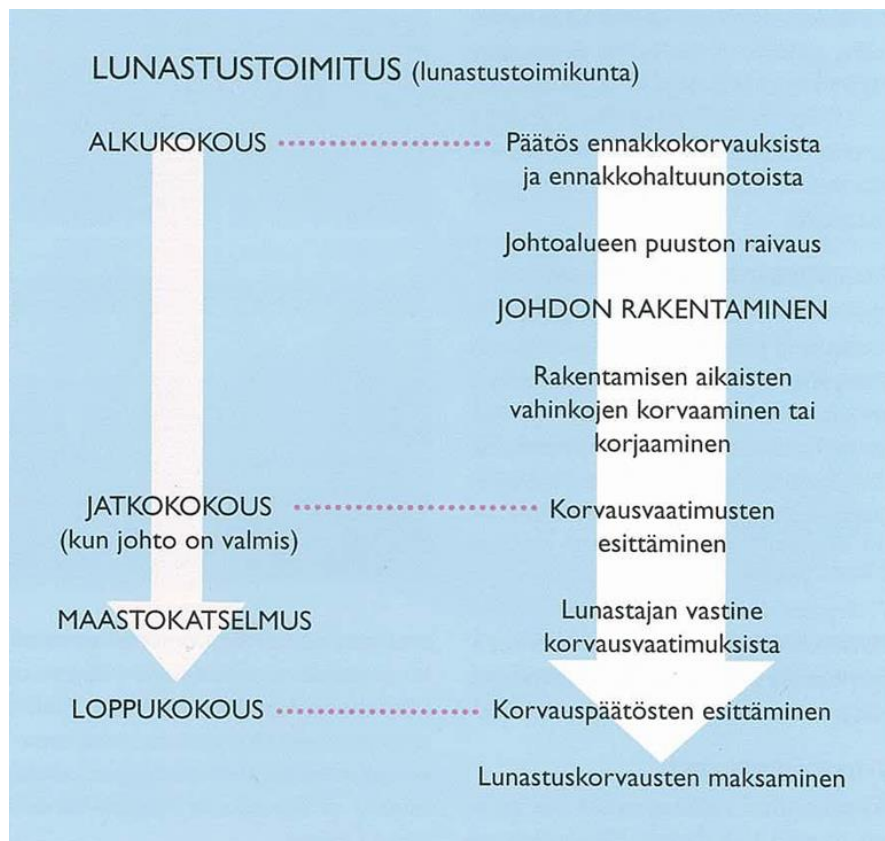 LUNASTUSTOIMITUS (lunastustoimikunta)
ALKUKOKOUS
Päätös ennakkokorvauksista
ja ennakkohaltuunotoista
Johtoalueen puuston raivaus
JOHDON RAKENTAMINEN
Rakentamisen aikaisten
vahinkojen korvaaminen tai
korjaaminen
JATKOKOKOUS
(kun johto on valmis)
Korvausvaatimusten
esittäminen
MAASTOKATSELMUS
Lunastajan vastine
korvausvaatimuksista
LOPPUKOKOUS
Korvauspäätösten esittäminen
Lunastuskorvausten maksaminen